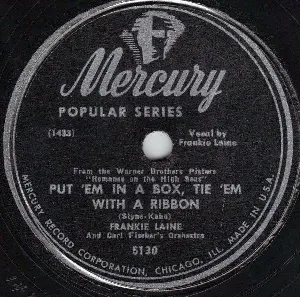 Mercury
POPULAR SERIES
(1433)
Vocal by
Frankie Laine
From the Warner Brothers Picture
"Romance on the High Seas"
PUT 'EM IN A BOX, TIE 'EM
WITH A RIBBON
(Styne-Kahn)
FRANKIE LAINE
And Carl Fischer's Orchestra
5130
MERCURY RECORD CORPORATION, CHICAGO, ILL. MADE IN U.S.A.